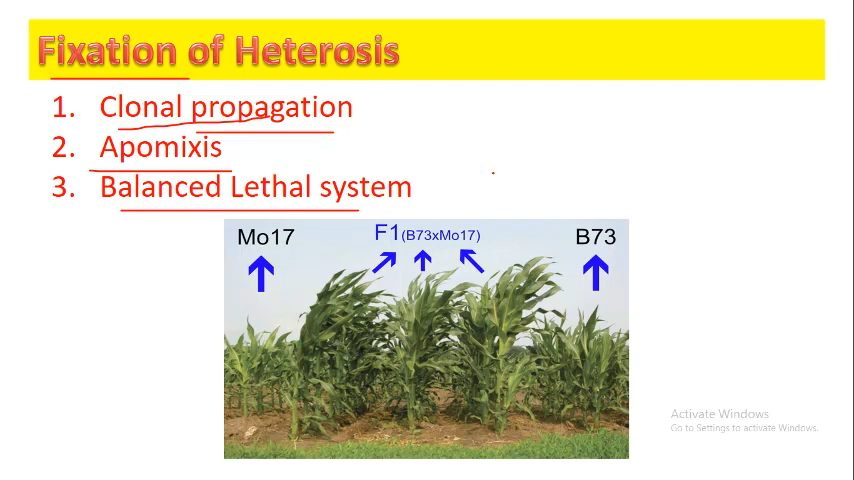 Fixation of Heterosis
1. Clonal propagation
2. Apomixis
3. Balanced Lethal system
Mo17 F1(B73xMo17) B73
Activate Windows
Go to Settings to activate Windows.